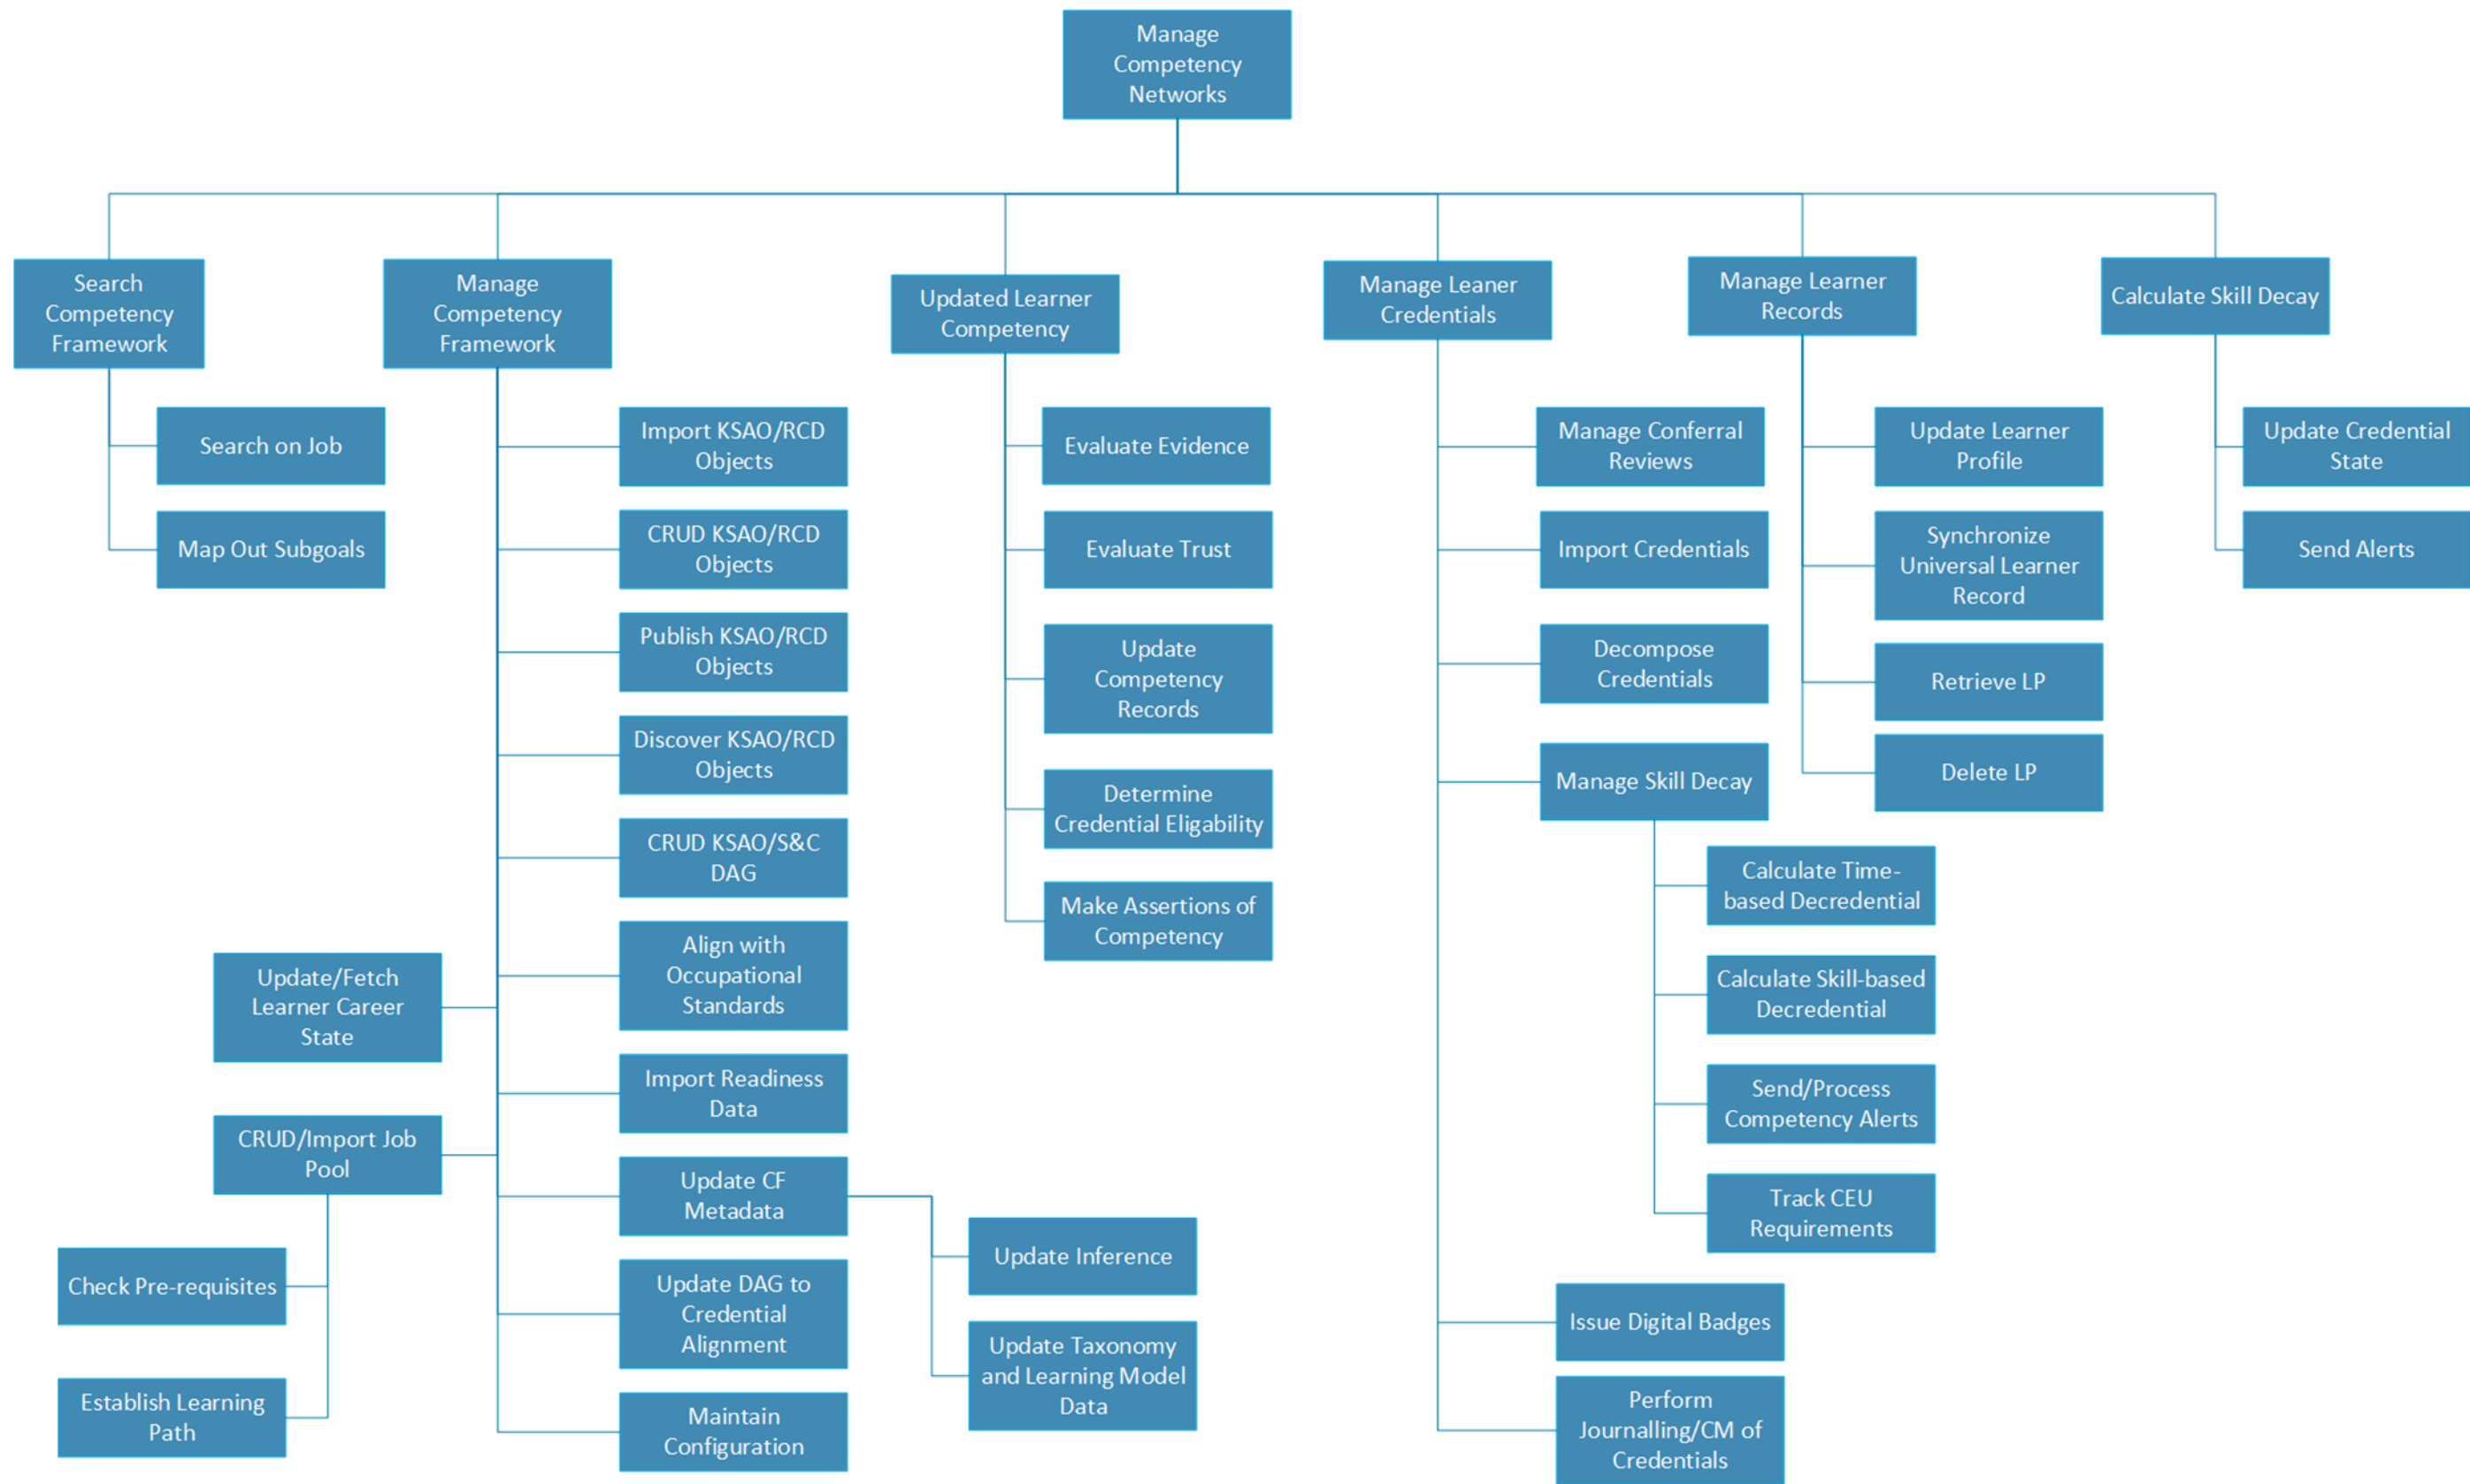 Manage
Competency
Networks
Search
Competency
Framework
Search on Job
Map Out Subgoals
Manage
Competency
Framework
Import KSAO/RCD
Objects
CRUD KSAO/RCD
Objects
Publish KSAO/RCD
Objects
Discover KSAO/RCD
Objects
CRUD KSAO/S&C
DAG
Align with
Occupational
Standards
Update/Fetch
Learner Career
State
Import Readiness
Data
CRUD/Import Job
Pool
Check Pre-requisites
Establish Learning
Path
Update CF
Metadata
Update Inference
Update Taxonomy
and Learning Model
Data
Update DAG to
Credential
Alignment
Maintain
Configuration
Updated Learner
Competency
Evaluate Evidence
Evaluate Trust
Update
Competency
Records
Determine
Credential Eligability
Make Assertions of
Competency
Manage Leaner
Credentials
Manage Conferral
Reviews
Import Credentials
Decompose
Credentials
Manage Skill Decay
Calculate Time-
based Decredential
Calculate Skill-based
Decredential
Send/Process
Competency Alerts
Track CEU
Requirements
Issue Digital Badges
Perform
Journalling/CM of
Credentials
Manage Learner
Records
Update Learner
Profile
Synchronize
Universal Learner
Record
Retrieve LP
Delete LP
Calculate Skill Decay
Update Credential
State
Send Alerts